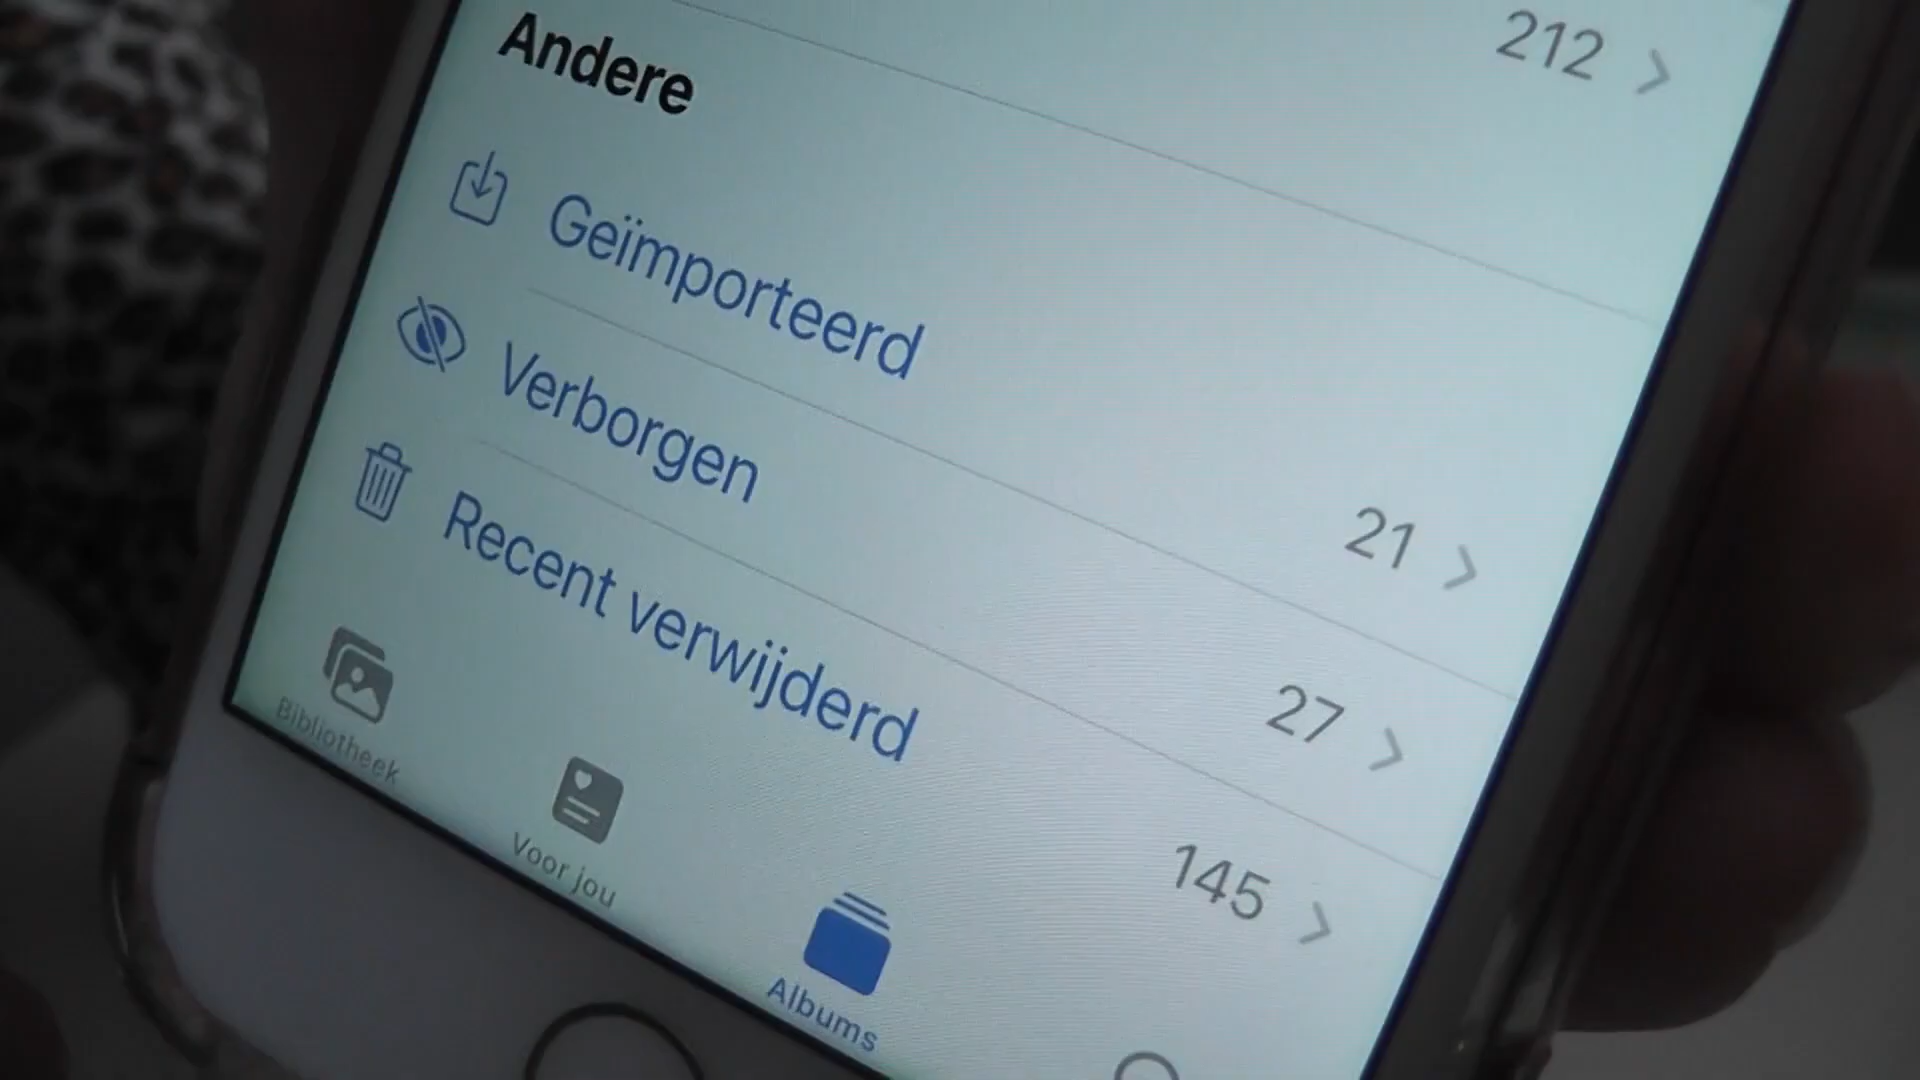 212
Andere
Geïmporteerd 21
Verborgen 27
Recent verwijderd 145
Bibliotheek
Voor jou
Albums